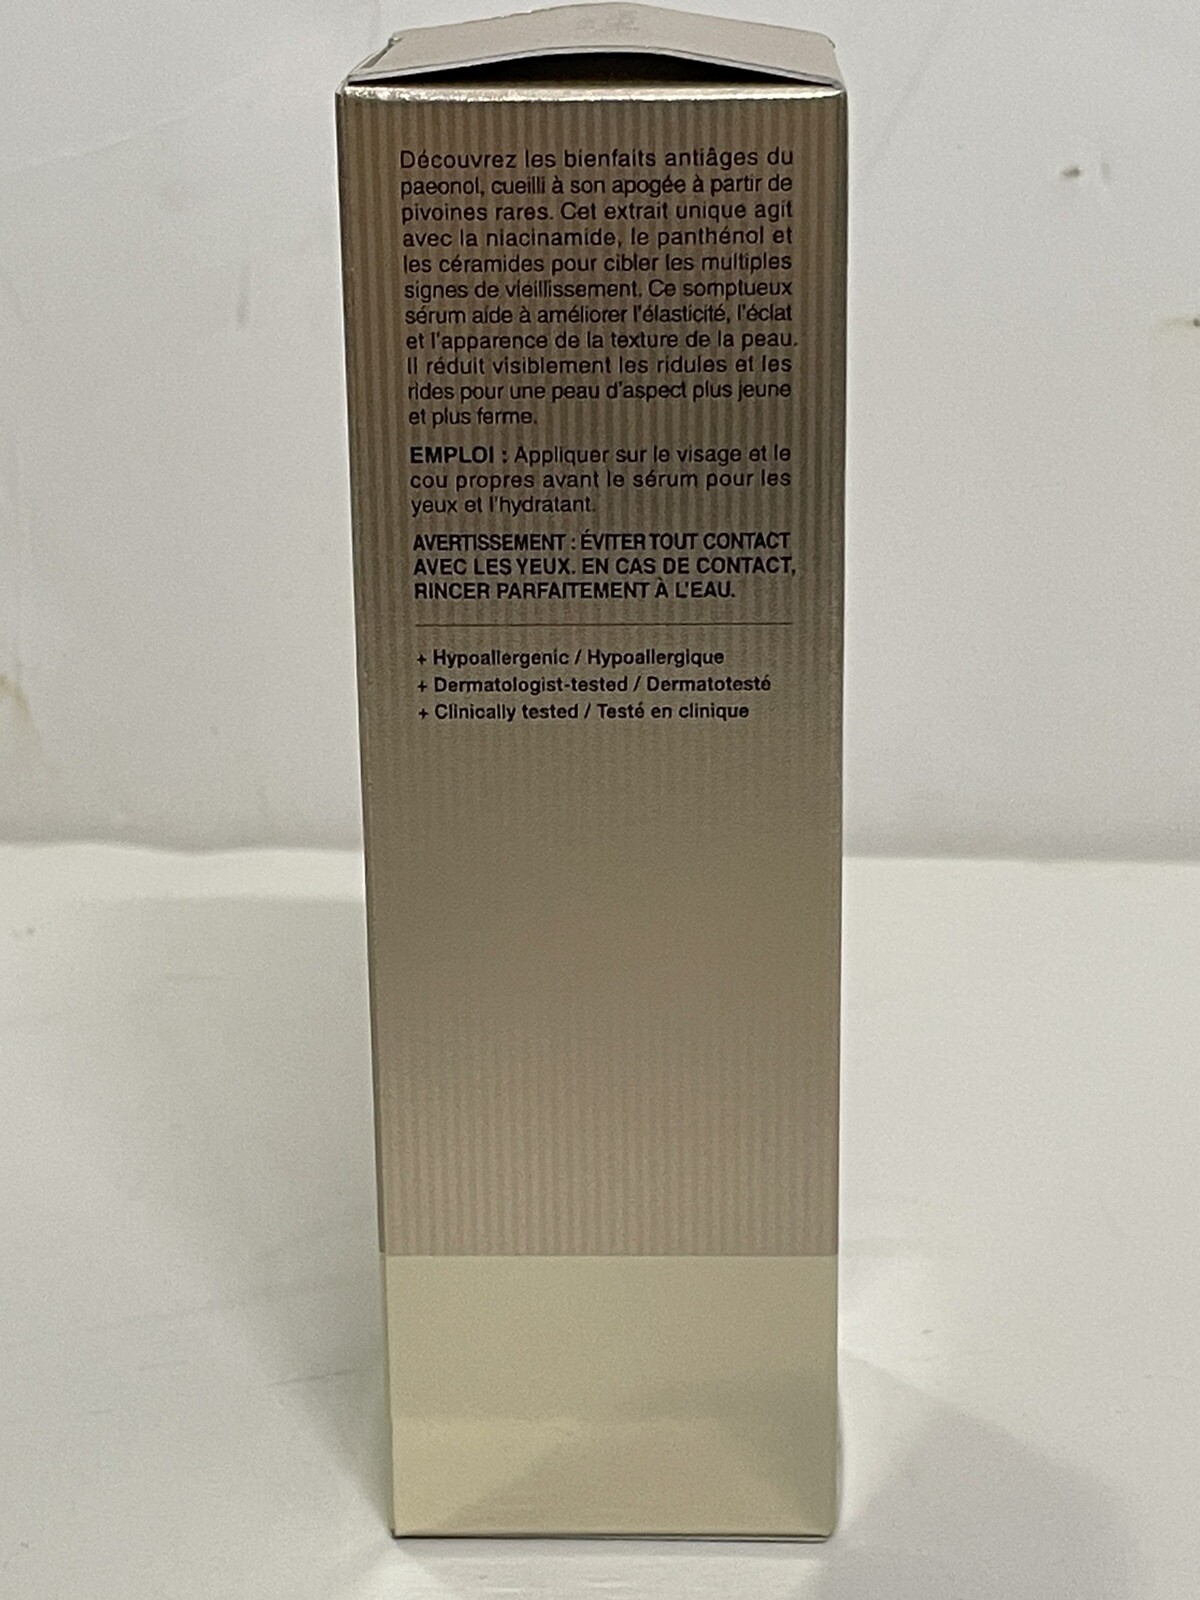 Découvrez les bienfaits antiâges du
paeonol, cueilli à son apogée à partir de
pivoines rares. Cet extrait unique agit
avec la niacinamide, le panthénol et
les céramides pour cibler les multiples
signes de vieillissement. Ce somptueux
sérum aide à améliorer l'élasticité, l'éclat
et l'apparence de la texture de la peau.
Il réduit visiblement les ridules et les
rides pour une peau d'aspect plus jeune
et plus ferme.
EMPLOI : Appliquer sur le visage et le
cou propres avant le sérum pour les
yeux et l'hydratant.
AVERTISSEMENT : ÉVITER TOUT CONTACT
AVEC LES YEUX. EN CAS DE CONTACT,
RINCER PARFAITEMENT À L'EAU.
+ Hypoallergenic / Hypoallergique
+ Dermatologist-tested / Dermatotesté
+ Clinically tested / Testé en clinique